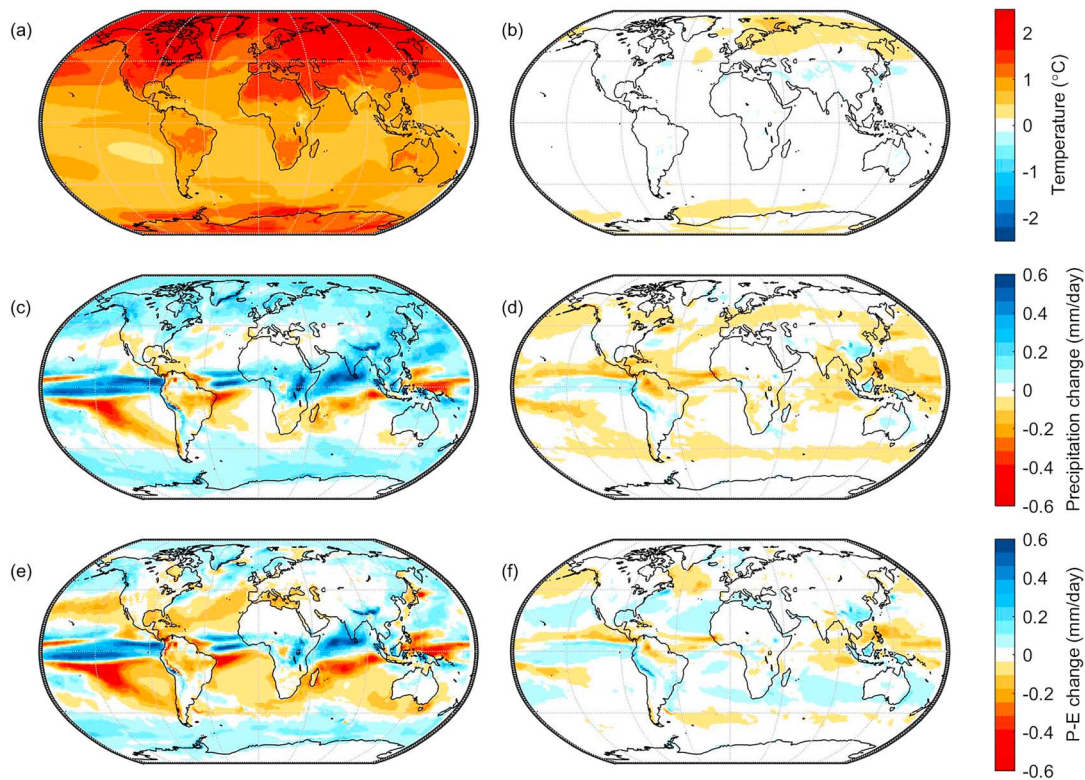 (a)
(b)
2
1
0
-1
-2
Temperature (°C)
(c)
(d)
0.6
0.4
0.2
0
-0.2
-0.4
-0.6
Precipitation change (mm/day)
(e)
(f)
0.6
0.4
0.2
0
-0.2
-0.4
-0.6
P-E change (mm/day)